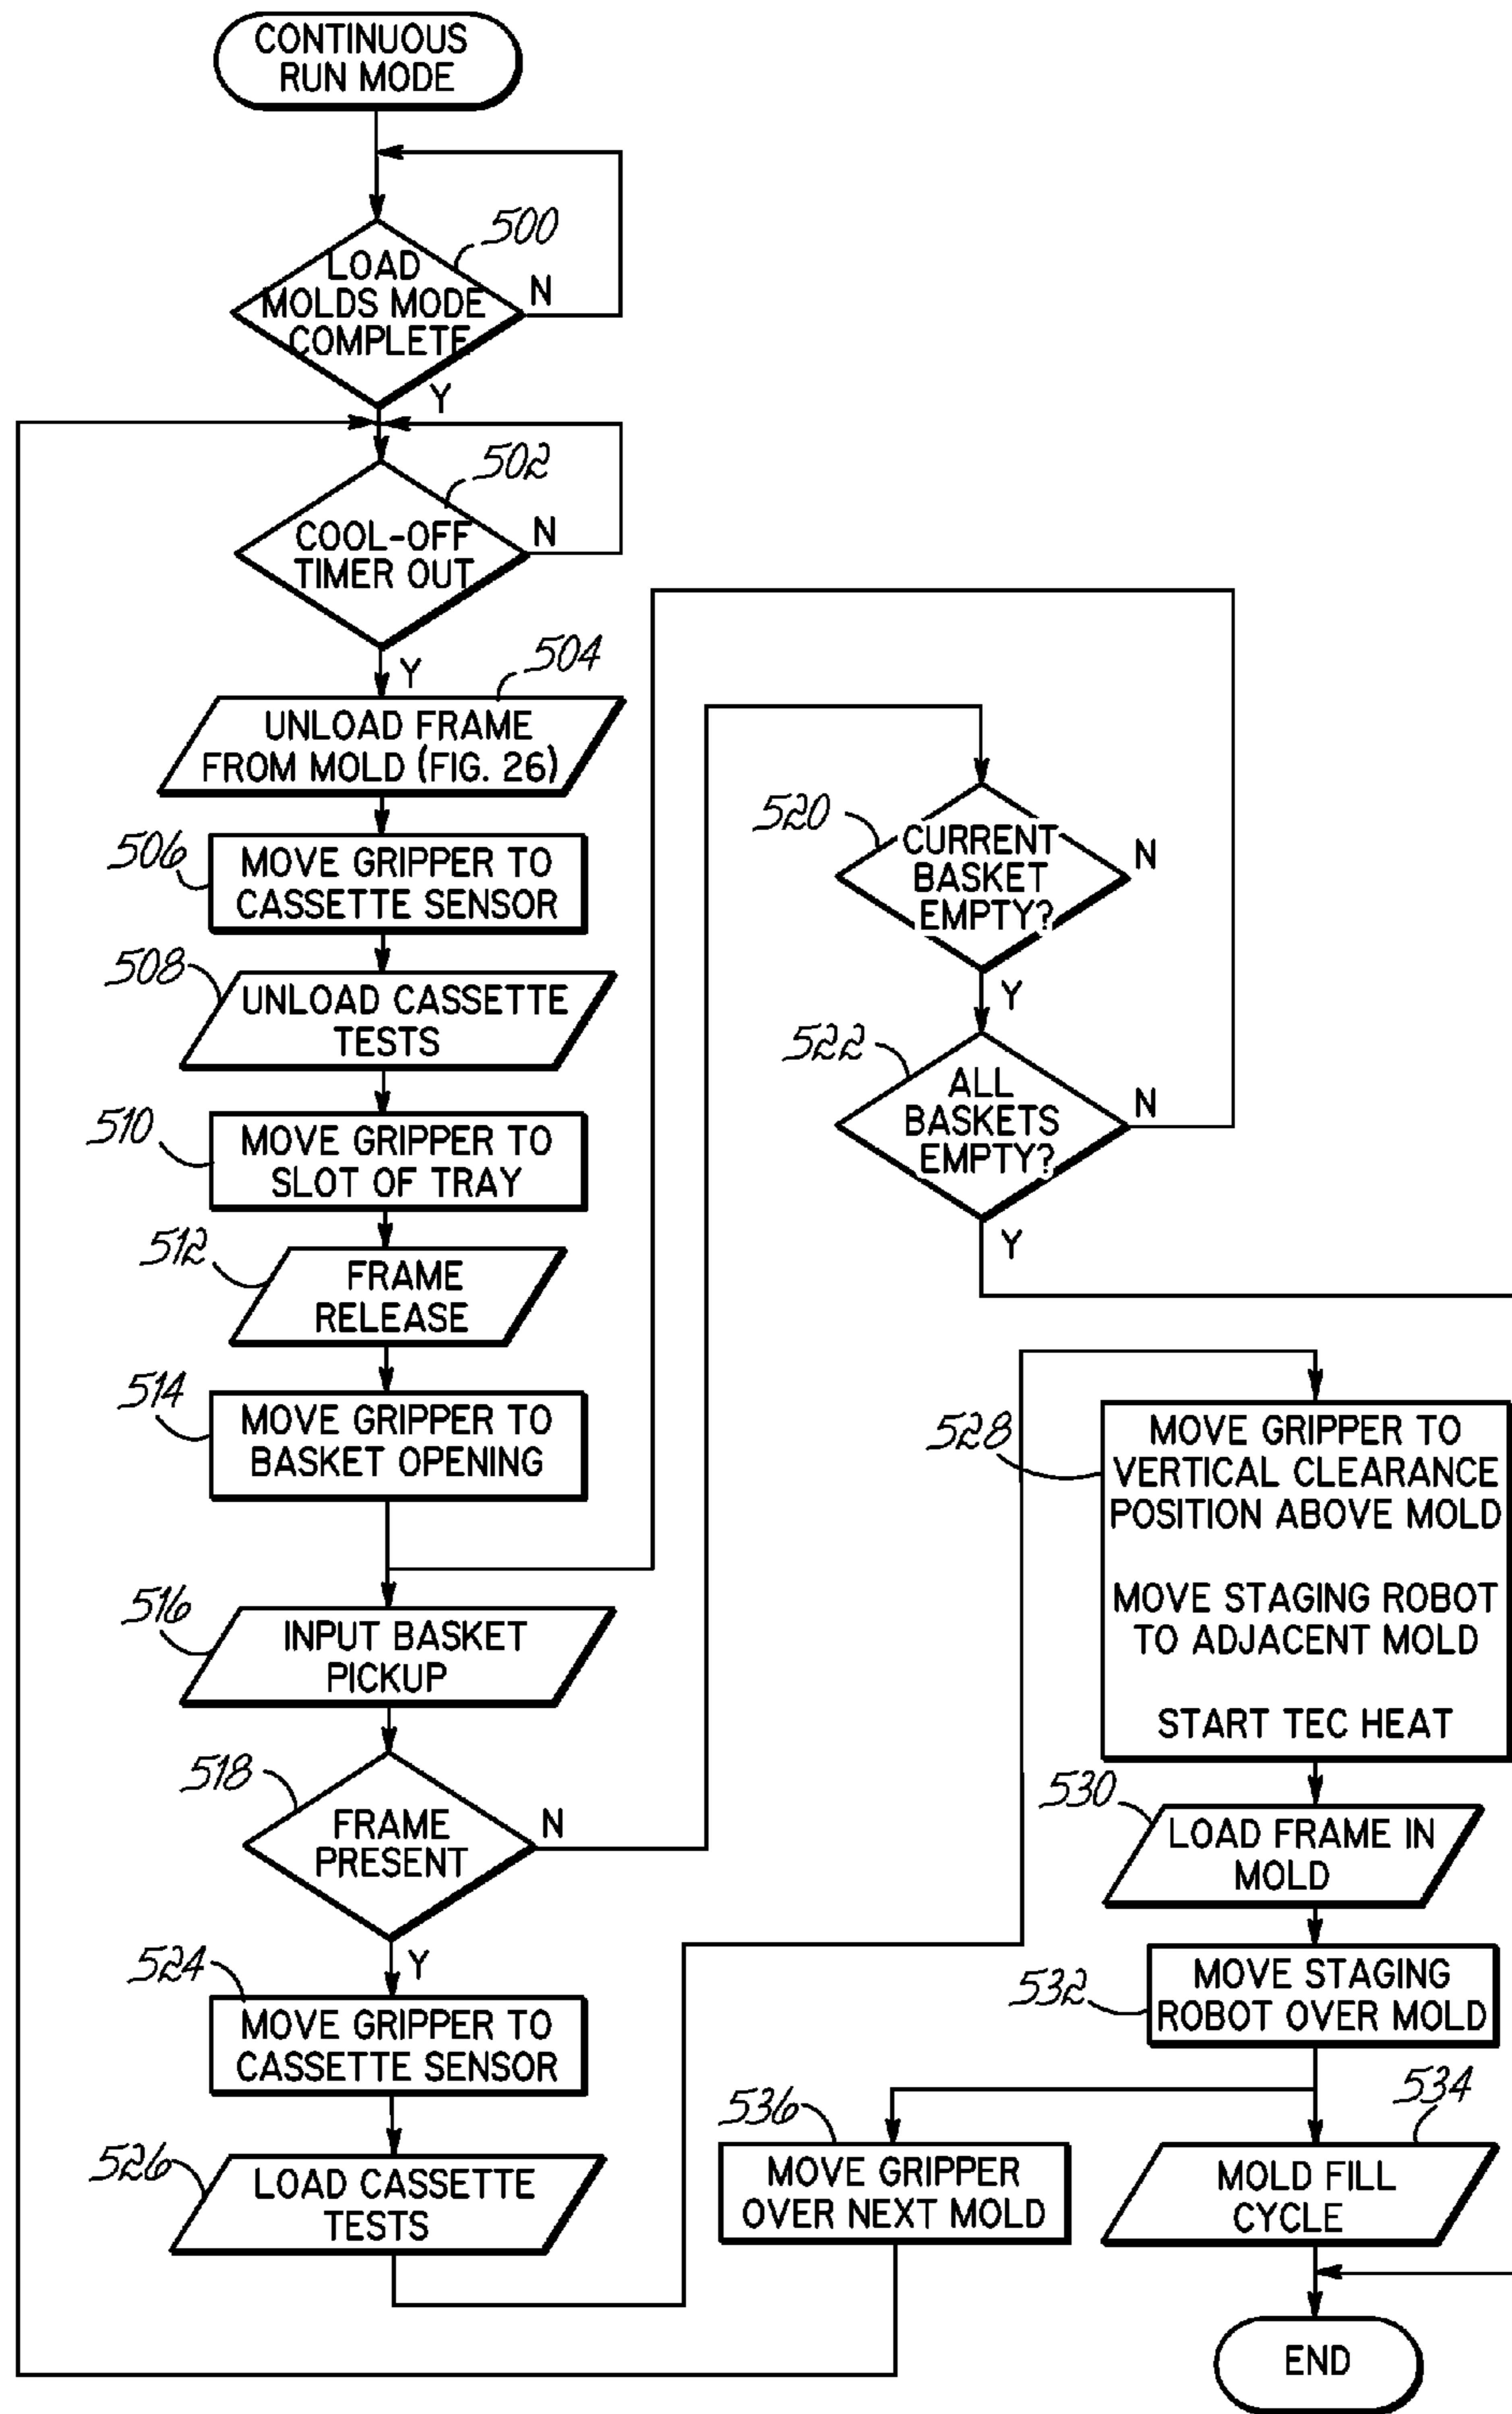 CONTINUOUS
RUN MODE
500
LOAD
MOLDS MODE
COMPLETE
N
Y
502
COOL-OFF
TIMER OUT
N
Y
504
UNLOAD FRAME
FROM MOLD (FIG. 26)
506
MOVE GRIPPER TO
CASSETTE SENSOR
508
UNLOAD CASSETTE
TESTS
510
MOVE GRIPPER TO
SLOT OF TRAY
512
FRAME
RELEASE
514
MOVE GRIPPER TO
BASKET OPENING
516
INPUT BASKET
PICKUP
518
FRAME
PRESENT
N
Y
520
CURRENT
BASKET
EMPTY?
N
Y
522
ALL
BASKETS
EMPTY?
N
Y
524
MOVE GRIPPER TO
CASSETTE SENSOR
526
LOAD CASSETTE
TESTS
528
MOVE GRIPPER TO
VERTICAL CLEARANCE
POSITION ABOVE MOLD
MOVE STAGING ROBOT
TO ADJACENT MOLD
START TEC HEAT
530
LOAD FRAME IN
MOLD
532
MOVE STAGING
ROBOT OVER MOLD
536
MOVE GRIPPER
OVER NEXT MOLD
534
MOLD FILL
CYCLE
END